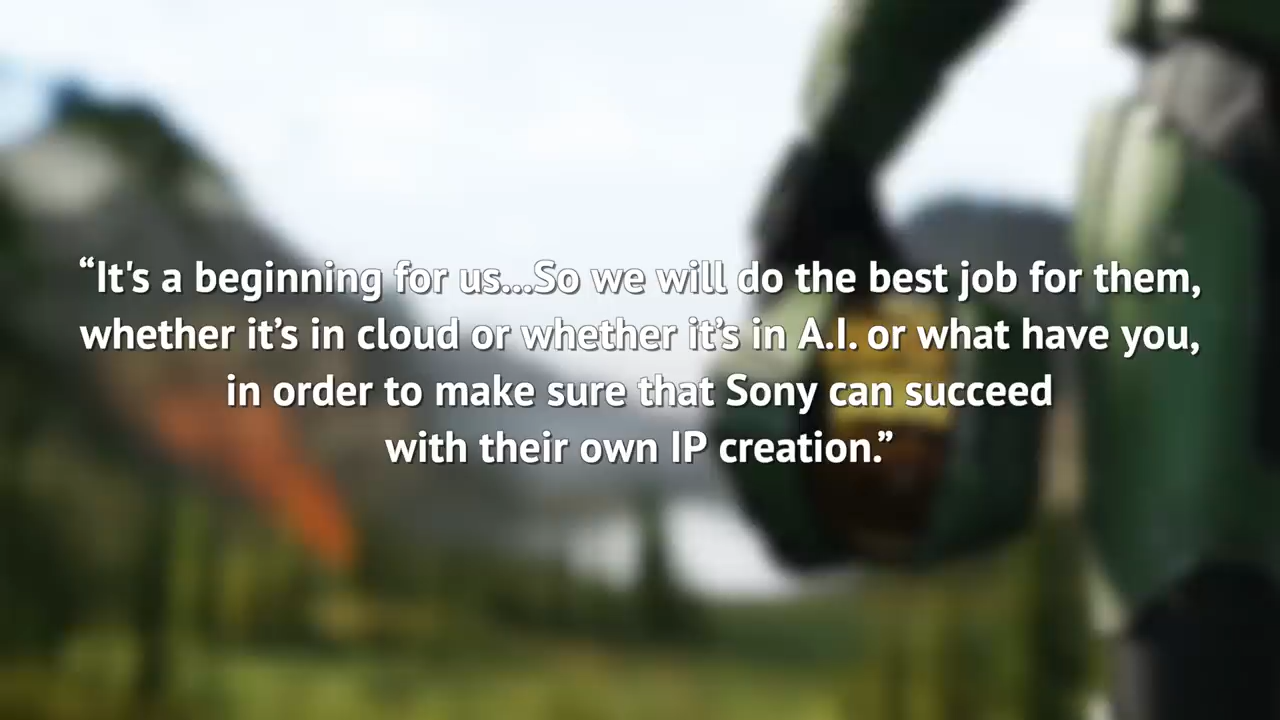 “It's a beginning for us...So we will do the best job for them,
whether it’s in cloud or whether it’s in A.I. or what have you,
in order to make sure that Sony can succeed
with their own IP creation.”